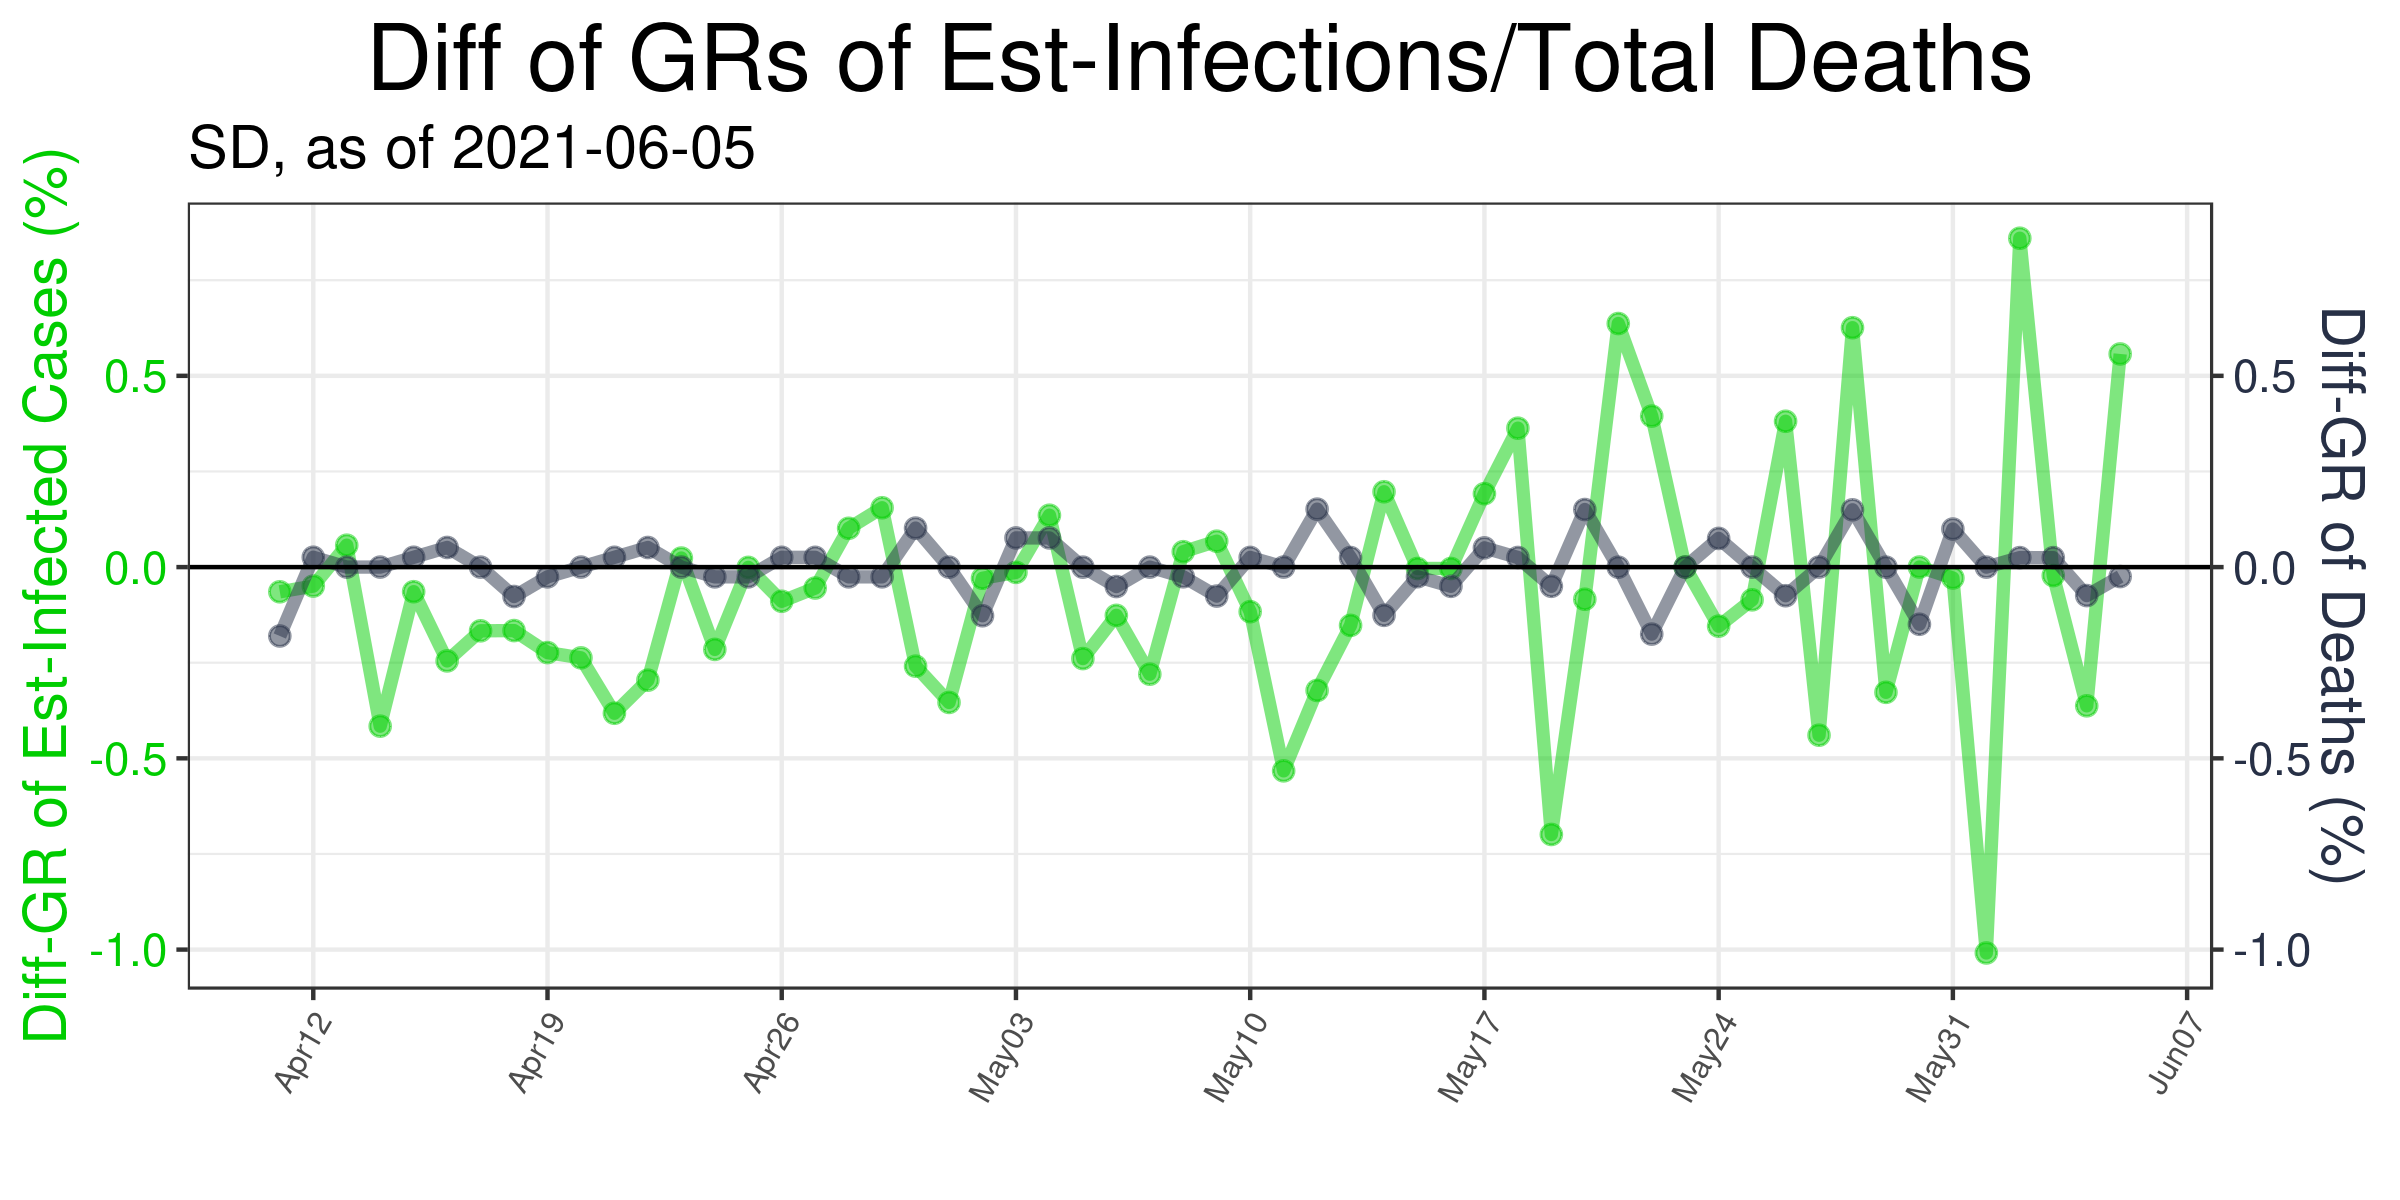 Diff of GRs of Est-Infections/Total Deaths
SD, as of 2021-06-05
Diff-GR of Est-Infected Cases (%)
0.5
0.0
-0.5
-1.0
0.5
0.0
-0.5
-1.0
Diff-GR of Deaths (%)
Apr12
Apr19
Apr26
May03
May10
May17
May24
May31
Jun07